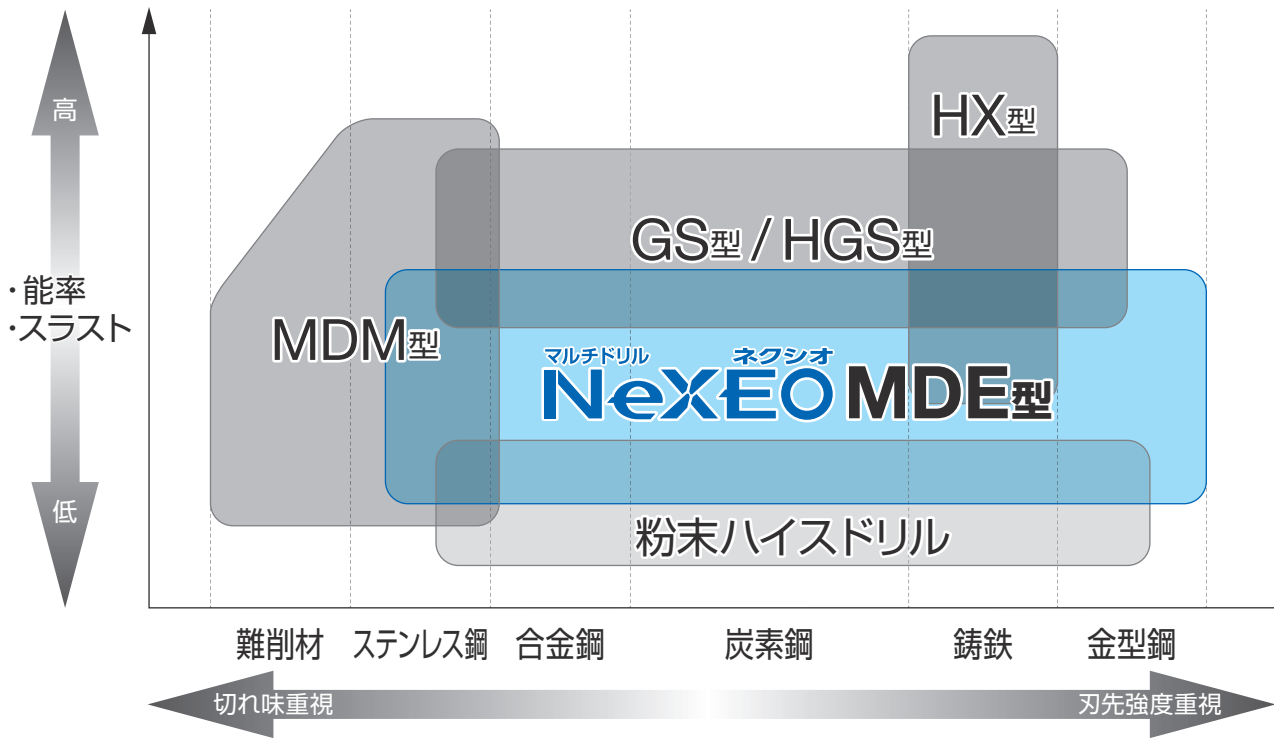 高
・能率
・スラスト
低
HX型
GS型 / HGS型
MDM型
マルチドリル ネクシオ
NeXEO MDE型
粉末ハイスドリル
難削材 ステンレス鋼 合金鋼 炭素鋼 鋳鉄 金型鋼
切れ味重視 刃先強度重視